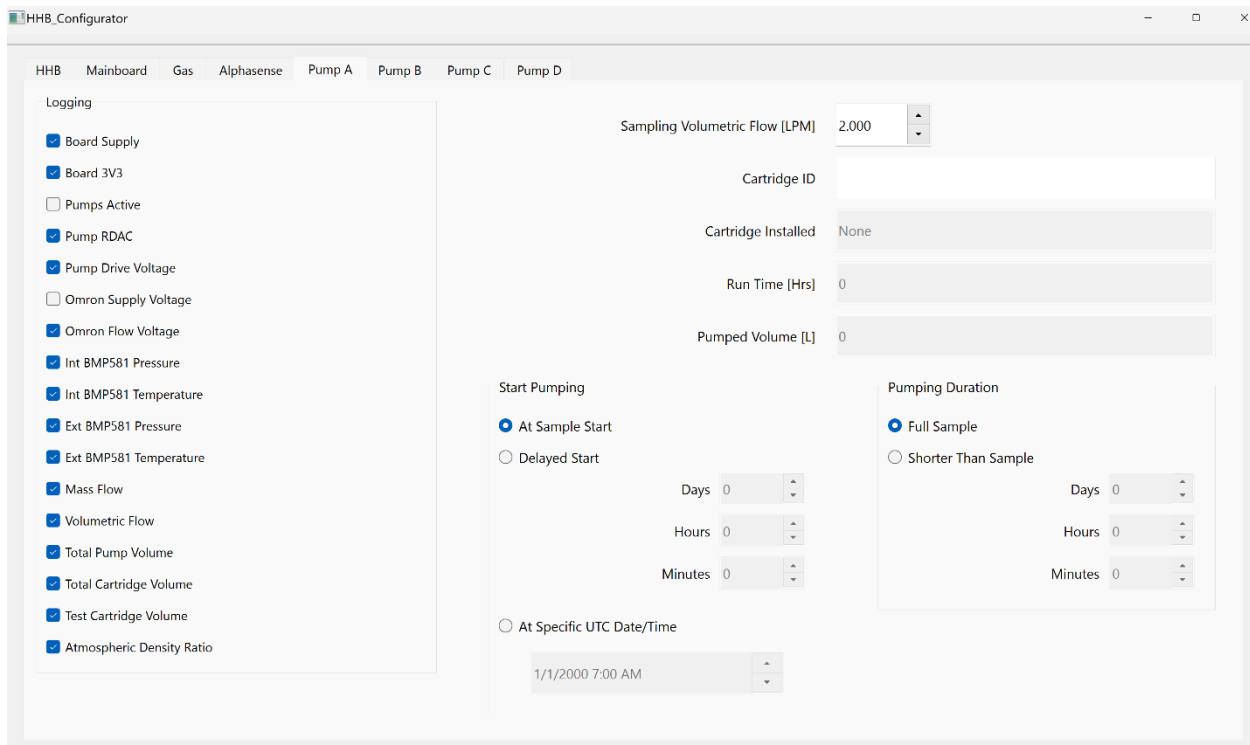 HHB_Configurator
HHB Mainboard Gas Alphasense Pump A Pump B Pump C Pump D
Logging
Board Supply
Board 3V3
Pumps Active
Pump RDAC
Pump Drive Voltage
Omron Supply Voltage
Omron Flow Voltage
Int BMP581 Pressure
Int BMP581 Temperature
Ext BMP581 Pressure
Ext BMP581 Temperature
Mass Flow
Volumetric Flow
Total Pump Volume
Total Cartridge Volume
Test Cartridge Volume
Atmospheric Density Ratio
Sampling Volumetric Flow [LPM] 2.000
Cartridge ID
Cartridge Installed None
Run Time [Hrs] 0
Pumped Volume [L] 0
Start Pumping
At Sample Start
Delayed Start
Days 0
Hours 0
Minutes 0
At Specific UTC Date/Time
1/1/2000 7:00 AM
Pumping Duration
Full Sample
Shorter Than Sample
Days 0
Hours 0
Minutes 0